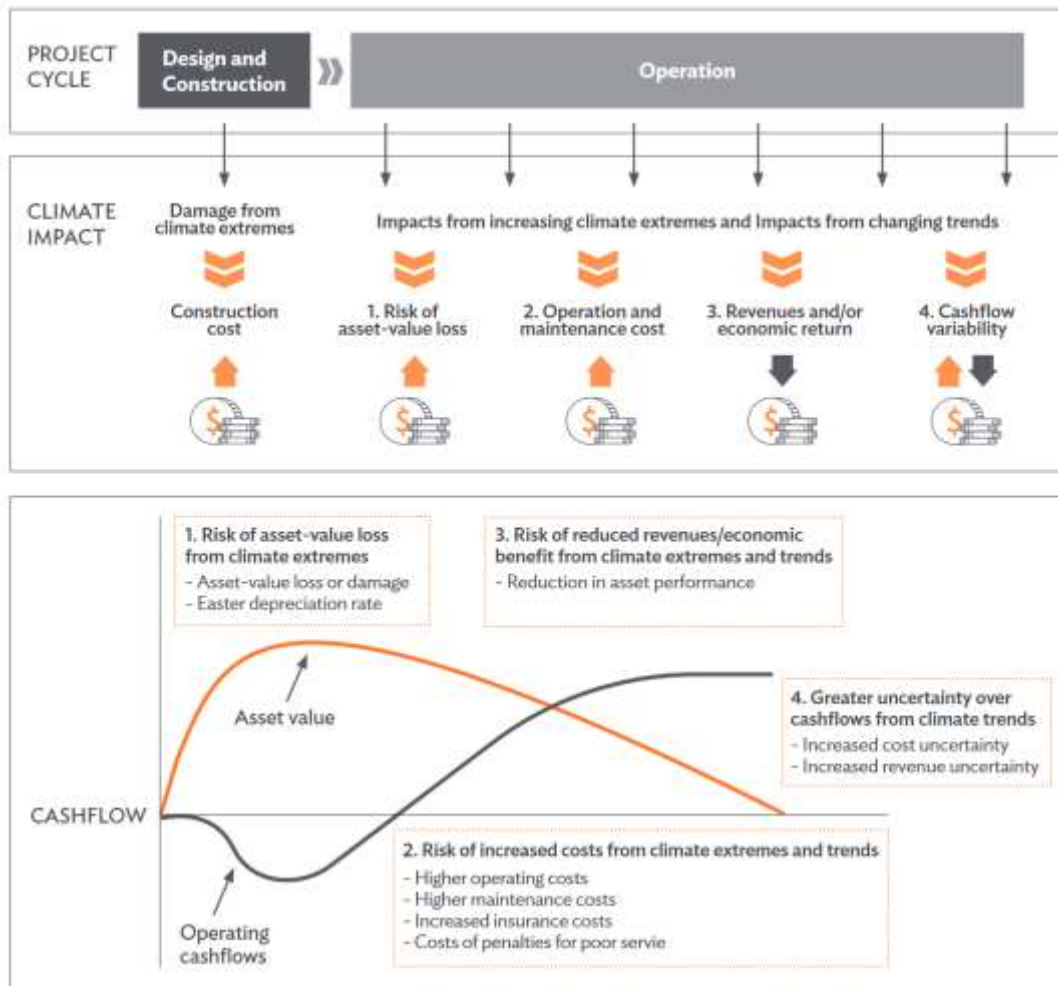 PROJECT
CYCLE
Design and
Construction
Operation
CLIMATE
IMPACT
Damage from
climate extremes
Impacts from increasing climate extremes and Impacts from changing trends
Construction
cost
1. Risk of
asset-value loss
2. Operation and
maintenance cost
3. Revenues and/or
economic return
4. Cashflow
variability
$
$
$
$
$
1. Risk of asset-value loss
from climate extremes
- Asset-value loss or damage
- Easter depreciation rate
3. Risk of reduced revenues/economic
benefit from climate extremes and trends
- Reduction in asset performance
Asset value
4. Greater uncertainty over
cashflows from climate trends
- Increased cost uncertainty
- Increased revenue uncertainty
CASHFLOW
2. Risk of increased costs from climate extremes and trends
- Higher operating costs
- Higher maintenance costs
- Increased insurance costs
- Costs of penalties for poor servie
Operating
cashflows